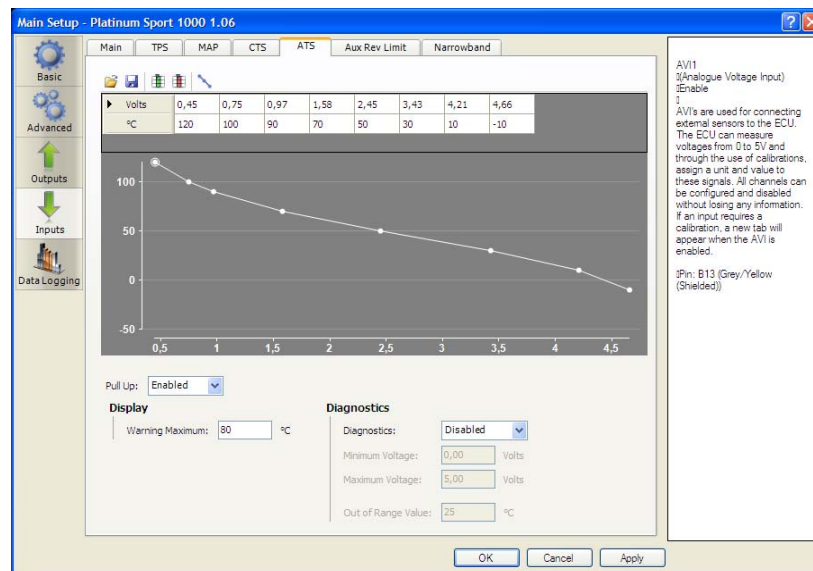 Main Setup - Platinum Sport 1000 1.06
Basic
Advanced
Outputs
Inputs
Data Logging
Main TPS MAP CTS ATS Aux Rev Limit Narrowband
Volts 0,45 0,75 0,97 1,58 2,45 3,43 4,21 4,66
°C 120 100 90 70 50 30 10 -10
100
50
0
-50
0,5 1 1,5 2 2,5 3 3,5 4 4,5
Pull Up: Enabled
Display
Warning Maximum: 80 °C
Diagnostics
Diagnostics: Disabled
Minimum Voltage: 0,00 Volts
Maximum Voltage: 5,00 Volts
Out of Range Value: 25 °C
AVI1
(Analogue Voltage Input)
Enable
AVI's are used for connecting
external sensors to the ECU.
The ECU can measure
voltages from 0 to 5V and
through the use of calibrations,
assign a unit and value to
these signals. All channels can
be configured and disabled
without losing any information.
If an input requires a
calibration, a new tab will
appear when the AVI is
enabled.
Pin: B13 (Grey/Yellow
(Shielded))
OK Cancel Apply